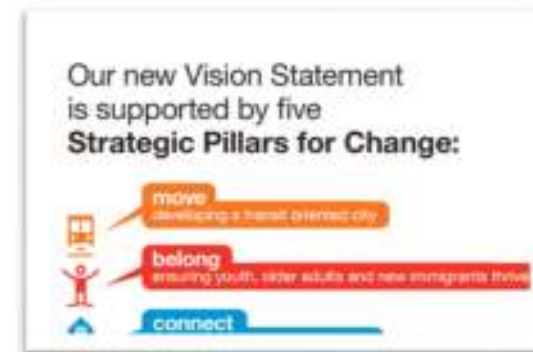 Our new Vision Statement
is supported by five
Strategic Pillars for Change:
move
developing a transit oriented city
belong
ensuring youth, older adults and new immigrants thrive
connect